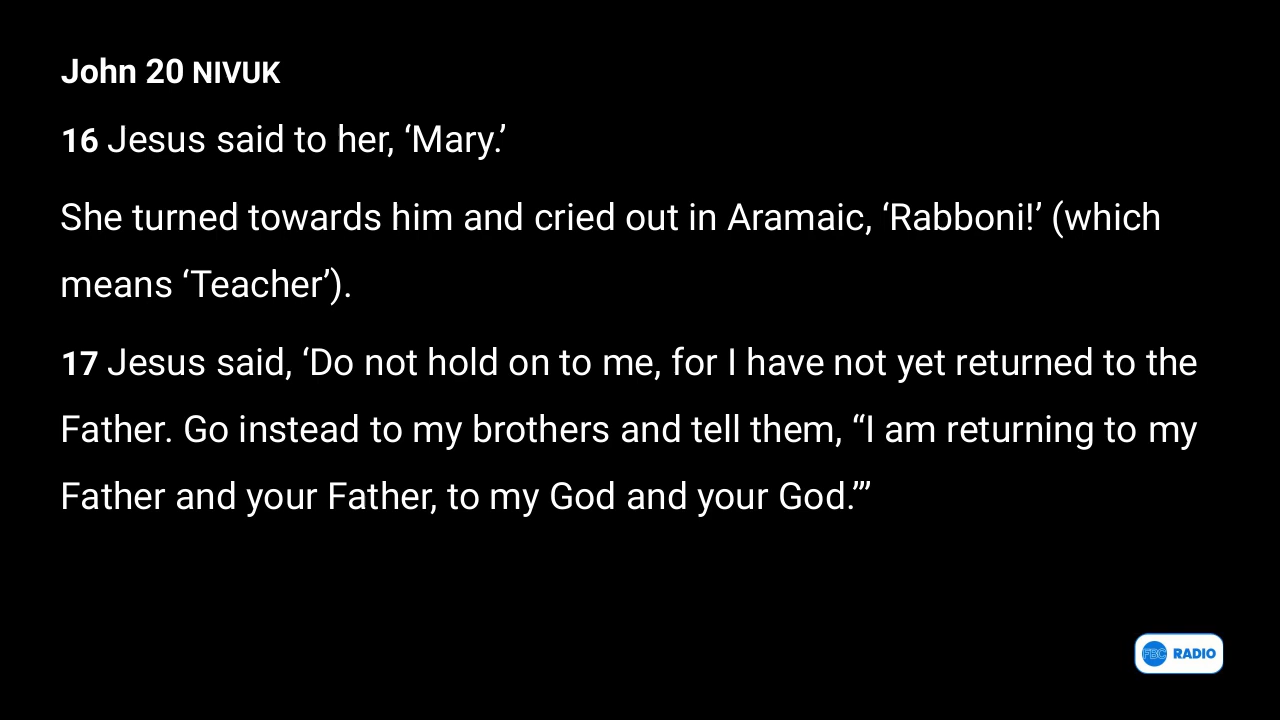 John 20 NIVUK
16 Jesus said to her, ‘Mary.’
She turned towards him and cried out in Aramaic, ‘Rabboni!’ (which
means ‘Teacher’).
17 Jesus said, ‘Do not hold on to me, for I have not yet returned to the
Father. Go instead to my brothers and tell them, “I am returning to my
Father and your Father, to my God and your God.”’
FBC RADIO